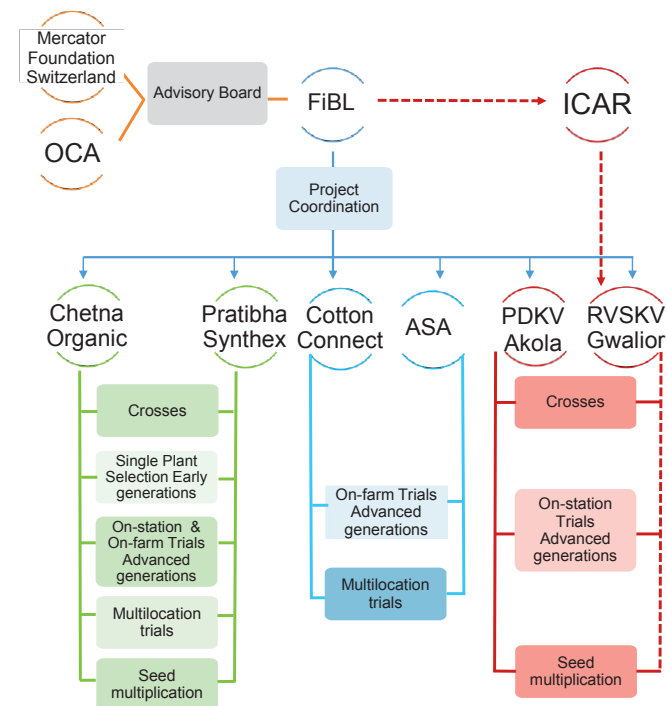 Mercator
Foundation
Switzerland
Advisory Board
FiBL
ICAR
OCA
Project
Coordination
Chetna
Organic
Pratibha
Synthex
Cotton
Connect
ASA
PDKV
Akola
RVSKV
Gwalior
Crosses
Single Plant
Selection Early
generations
On-station & 
On-farm Trials
Advanced
generations
Multilocation
trials
Seed
multiplication
On-farm Trials
Advanced
generations
Multilocation
trials
Crosses
On-station
Trials
Advanced
generations
Seed
multiplication